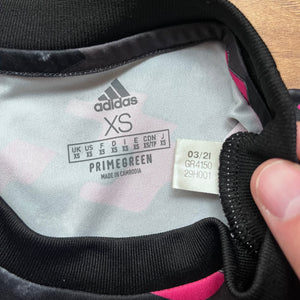 adidas
XS
UK US F D I E CON J
XS XS XS XS XS XS XS/TP XS
PRIMEGREEN
MADE IN CAMBODIA
03/21
GR4150
29H001